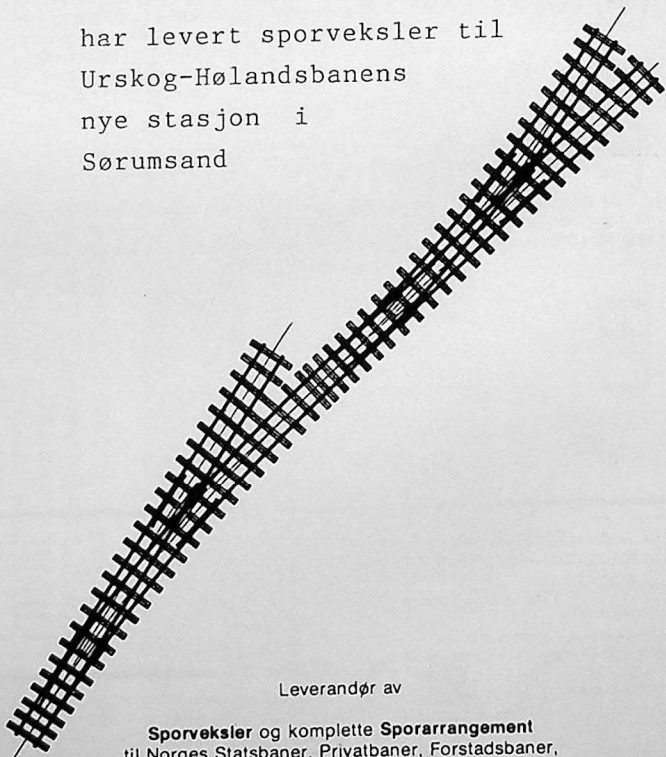 har levert sporveksler til
Urskog-Hølandsbanens
nye stasjon i
Sørumsand
Leverandør av
Sporveksler og komplette Sporarrangement
til Norges Statsbaner, Privatbaner, Forstadsbaner,